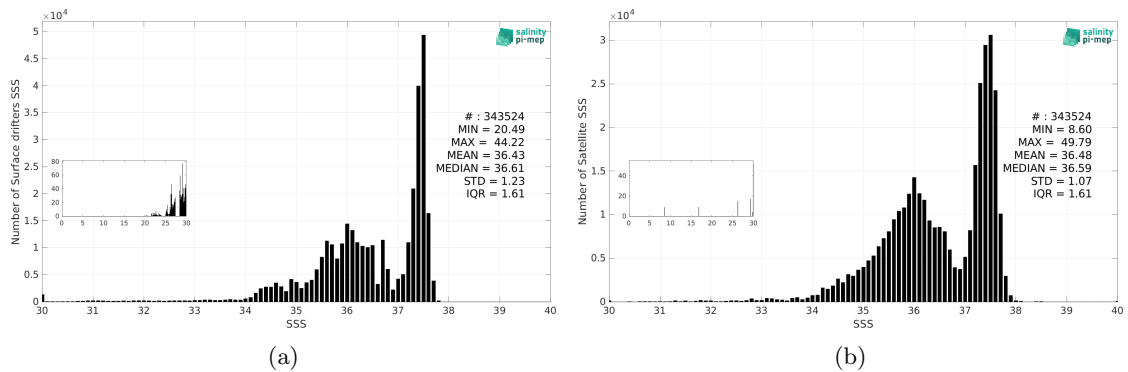 ×10⁴
salinity
pi-mep
Number of Surface drifters SSS
5
4.5
4
3.5
3
2.5
2
1.5
1
0.5
0
# : 343524
MIN = 20.49
MAX = 44.22
MEAN = 36.43
MEDIAN = 36.61
STD = 1.23
IQR = 1.61
80
60
40
20
0
0 5 10 15 20 25 30
30 31 32 33 34 35 36 37 38 39 40
SSS
(a)
×10⁴
salinity
pi-mep
Number of Satellite SSS
3
2.5
2
1.5
1
0.5
0
# : 343524
MIN = 8.60
MAX = 49.79
MEAN = 36.48
MEDIAN = 36.59
STD = 1.07
IQR = 1.61
40
20
0
0 5 10 15 20 25 30
30 31 32 33 34 35 36 37 38 39 40
SSS
(b)